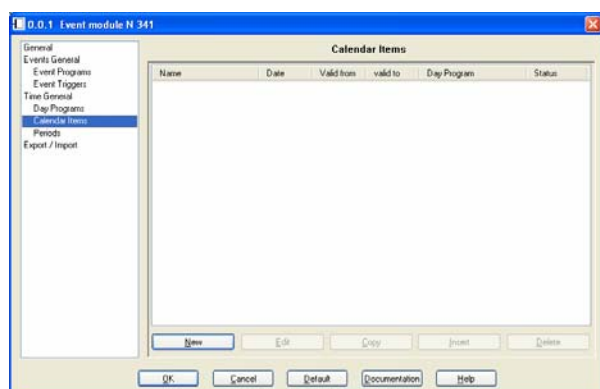 0.0.1 Event module N 341
General
Events General
Event Programs
Event Triggers
Time General
Day Programs
Calendar Items
Periods
Export / Import
Calendar Items
Name Date Valid from valid to Day Program Status
New Edit Copy Insert Delete
OK Cancel Default Documentation Help